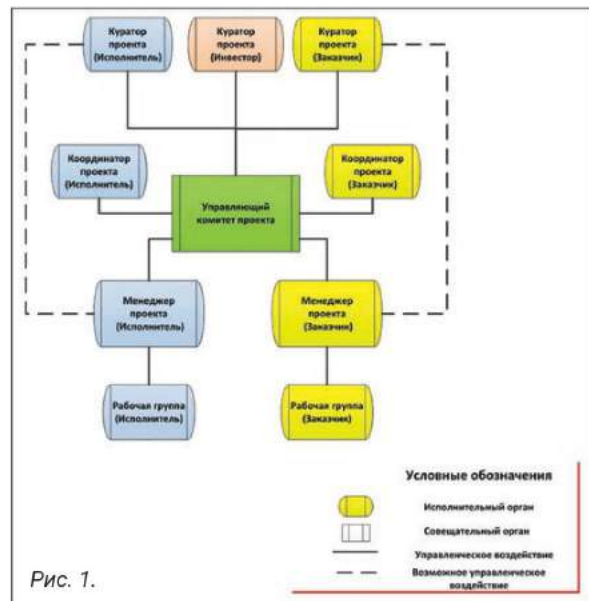 Куратор
проекта
(Исполнитель)
Куратор
проекта
(Инвестор)
Куратор
проекта
(Заказчик)
Координатор
проекта
(Исполнитель)
Координатор
проекта
(Заказчик)
Управляющий
комитет проекта
Менеджер
проекта
(Исполнитель)
Менеджер
проекта
(Заказчик)
Рабочая группа
(Исполнитель)
Рабочая группа
(Заказчик)
Условные обозначения
Исполнительный орган
Совещательный орган
Управленческое воздействие
Возможное управленческое
воздействие
Рис. 1.